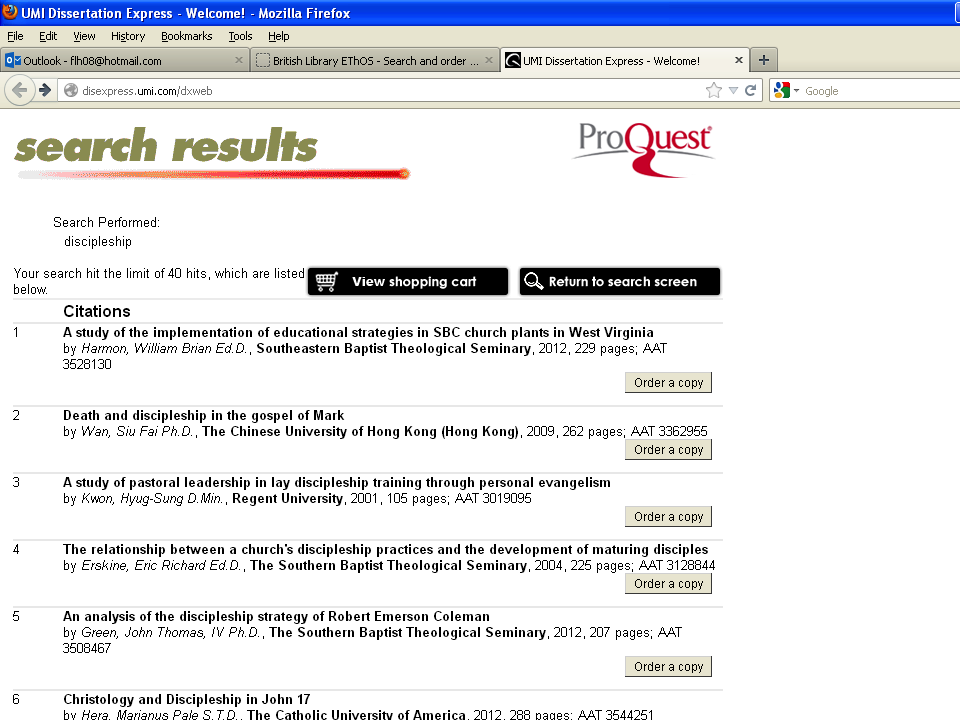 UMI Dissertation Express - Welcome! - Mozilla Firefox
File Edit View History Bookmarks Tools Help
Outlook - flh08@hotmail.com
British Library EThOS - Search and order ...
UMI Dissertation Express - Welcome!
disexpress.umi.com/dxweb
Google
search results
ProQuest
Search Performed:
discipleship
Your search hit the limit of 40 hits, which are listed
below.
View shopping cart
Return to search screen
Citations
1 A study of the implementation of educational strategies in SBC church plants in West Virginia
by Harmon, William Brian Ed.D., Southeastern Baptist Theological Seminary, 2012, 229 pages; AAT
3528130
Order a copy
2 Death and discipleship in the gospel of Mark
by Wan, Siu Fai Ph.D., The Chinese University of Hong Kong (Hong Kong), 2009, 262 pages; AAT 3362955
Order a copy
3 A study of pastoral leadership in lay discipleship training through personal evangelism
by Kwon, Hyug-Sung D.Min., Regent University, 2001, 105 pages; AAT 3019095
Order a copy
4 The relationship between a church's discipleship practices and the development of maturing disciples
by Erskine, Eric Richard Ed.D., The Southern Baptist Theological Seminary, 2004, 225 pages; AAT 3128844
Order a copy
5 An analysis of the discipleship strategy of Robert Emerson Coleman
by Green, John Thomas, IV Ph.D., The Southern Baptist Theological Seminary, 2012, 207 pages; AAT
3508467
Order a copy
6 Christology and Discipleship in John 17
by Hera, Marianus Pale S.T.D., The Catholic University of America, 2012, 288 pages; AAT 3544251